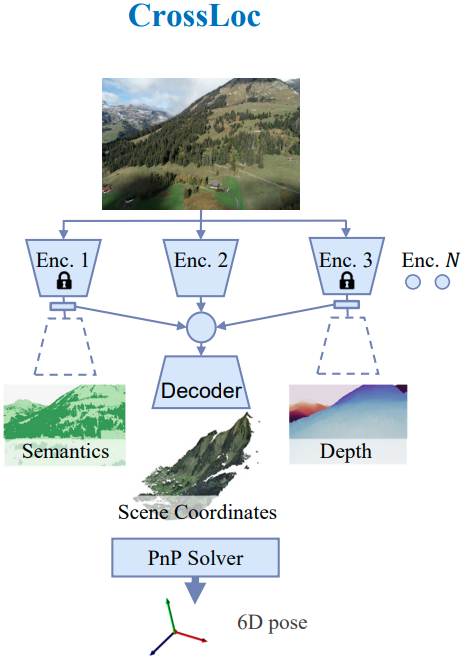 CrossLoc
Enc. 1
Enc. 2
Enc. 3
Enc. N
Decoder
Semantics
Depth
Scene Coordinates
PnP Solver
6D pose